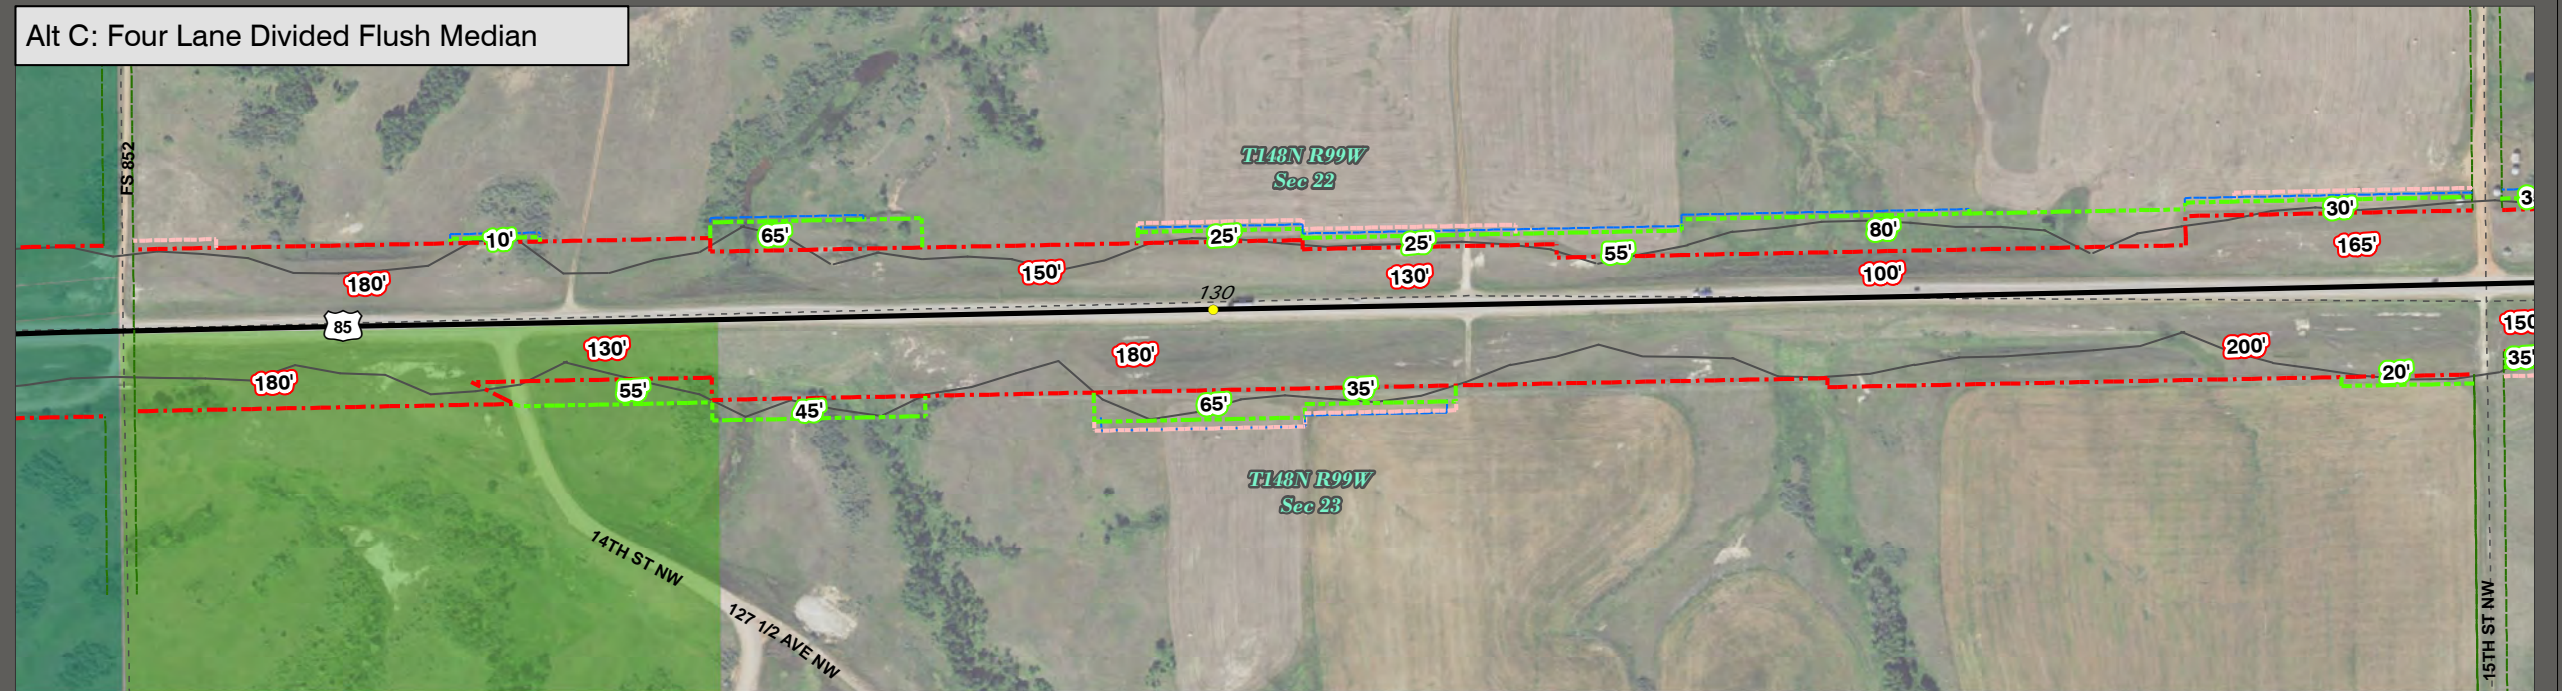 Alt C: Four Lane Divided Flush Median
FS 852
T148N R99W
Sec 22
10'
65'
25'
25'
55'
80'
30'
3
180'
150'
130'
100'
165'
130
85
130'
180'
200'
150
180'
55'
45'
65'
35'
20'
35'
T148N R99W
Sec 23
14TH ST NW
127 1/2 AVE NW
15TH ST NW